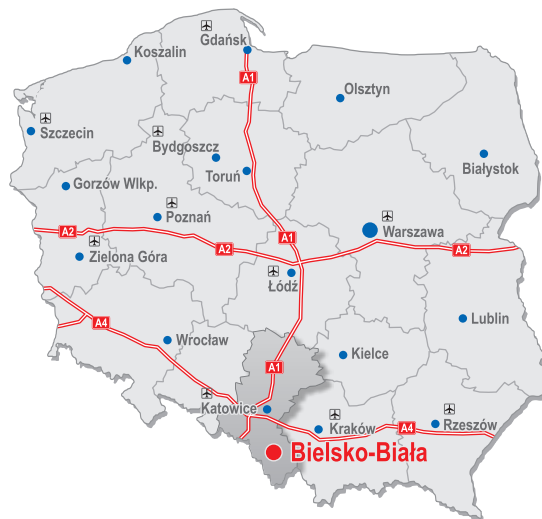 Gdańsk
Koszalin
A1
Olsztyn
Szczecin
Bydgoszcz
Białystok
Toruń
Gorzów Wlkp.
Poznań
A2
A1
Warszawa
A2
A2
Zielona Góra
Łódź
A4
Lublin
Wrocław
Kielce
A1
Katowice
Kraków
A4
Rzeszów
Bielsko-Biała